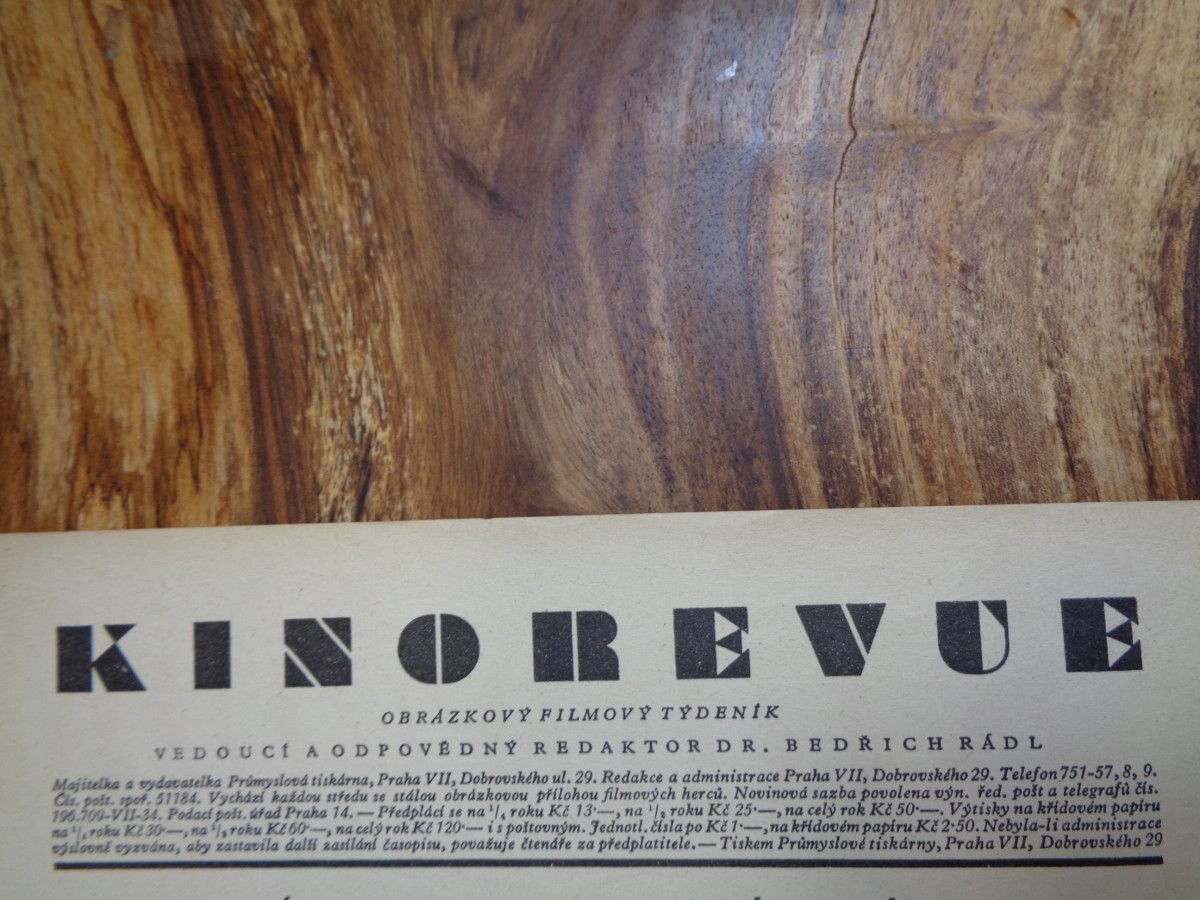 KINOREVUE
OBRÁZKOVÝ FILMOVÝ TÝDENÍK
VEDOUCÍ A ODPOVĚDNÝ REDAKTOR DR. BEDŘICH RÁDL
Majitelka a vydavatelka Průmyslová tiskárna, Praha VII, Dobrovského ul. 29. Redakce a administrace Praha VII, Dobrovského 29. Telefon 751-57, 8, 9.
Čís. pošt. spoř. 51184. Vychází každou středu se stálou obrázkovou přílohou filmových herců. Novinová sazba povolena výn. řed. pošt a telegrafů čís.
196.709-VII-34. Podací pošt. úřad Praha 14. — Předplácí se na ¼ roku Kč 13·—, na ½ roku Kč 25·—, na celý rok Kč 50·—. Výtisky na křídovém papíru
na ¼ roku Kč 30·—, na ½ roku Kč 60·—, na celý rok Kč 120·— i s poštovným. Jednotl. čísla po Kč 1·—, na křídovém papíru Kč 2·50. Nebyla-li administrace
výslovně vyzvána, aby zastavila další zasílání časopisu, považuje čtenáře za předplatitele. — Tiskem Průmyslové tiskárny, Praha VII, Dobrovského 29